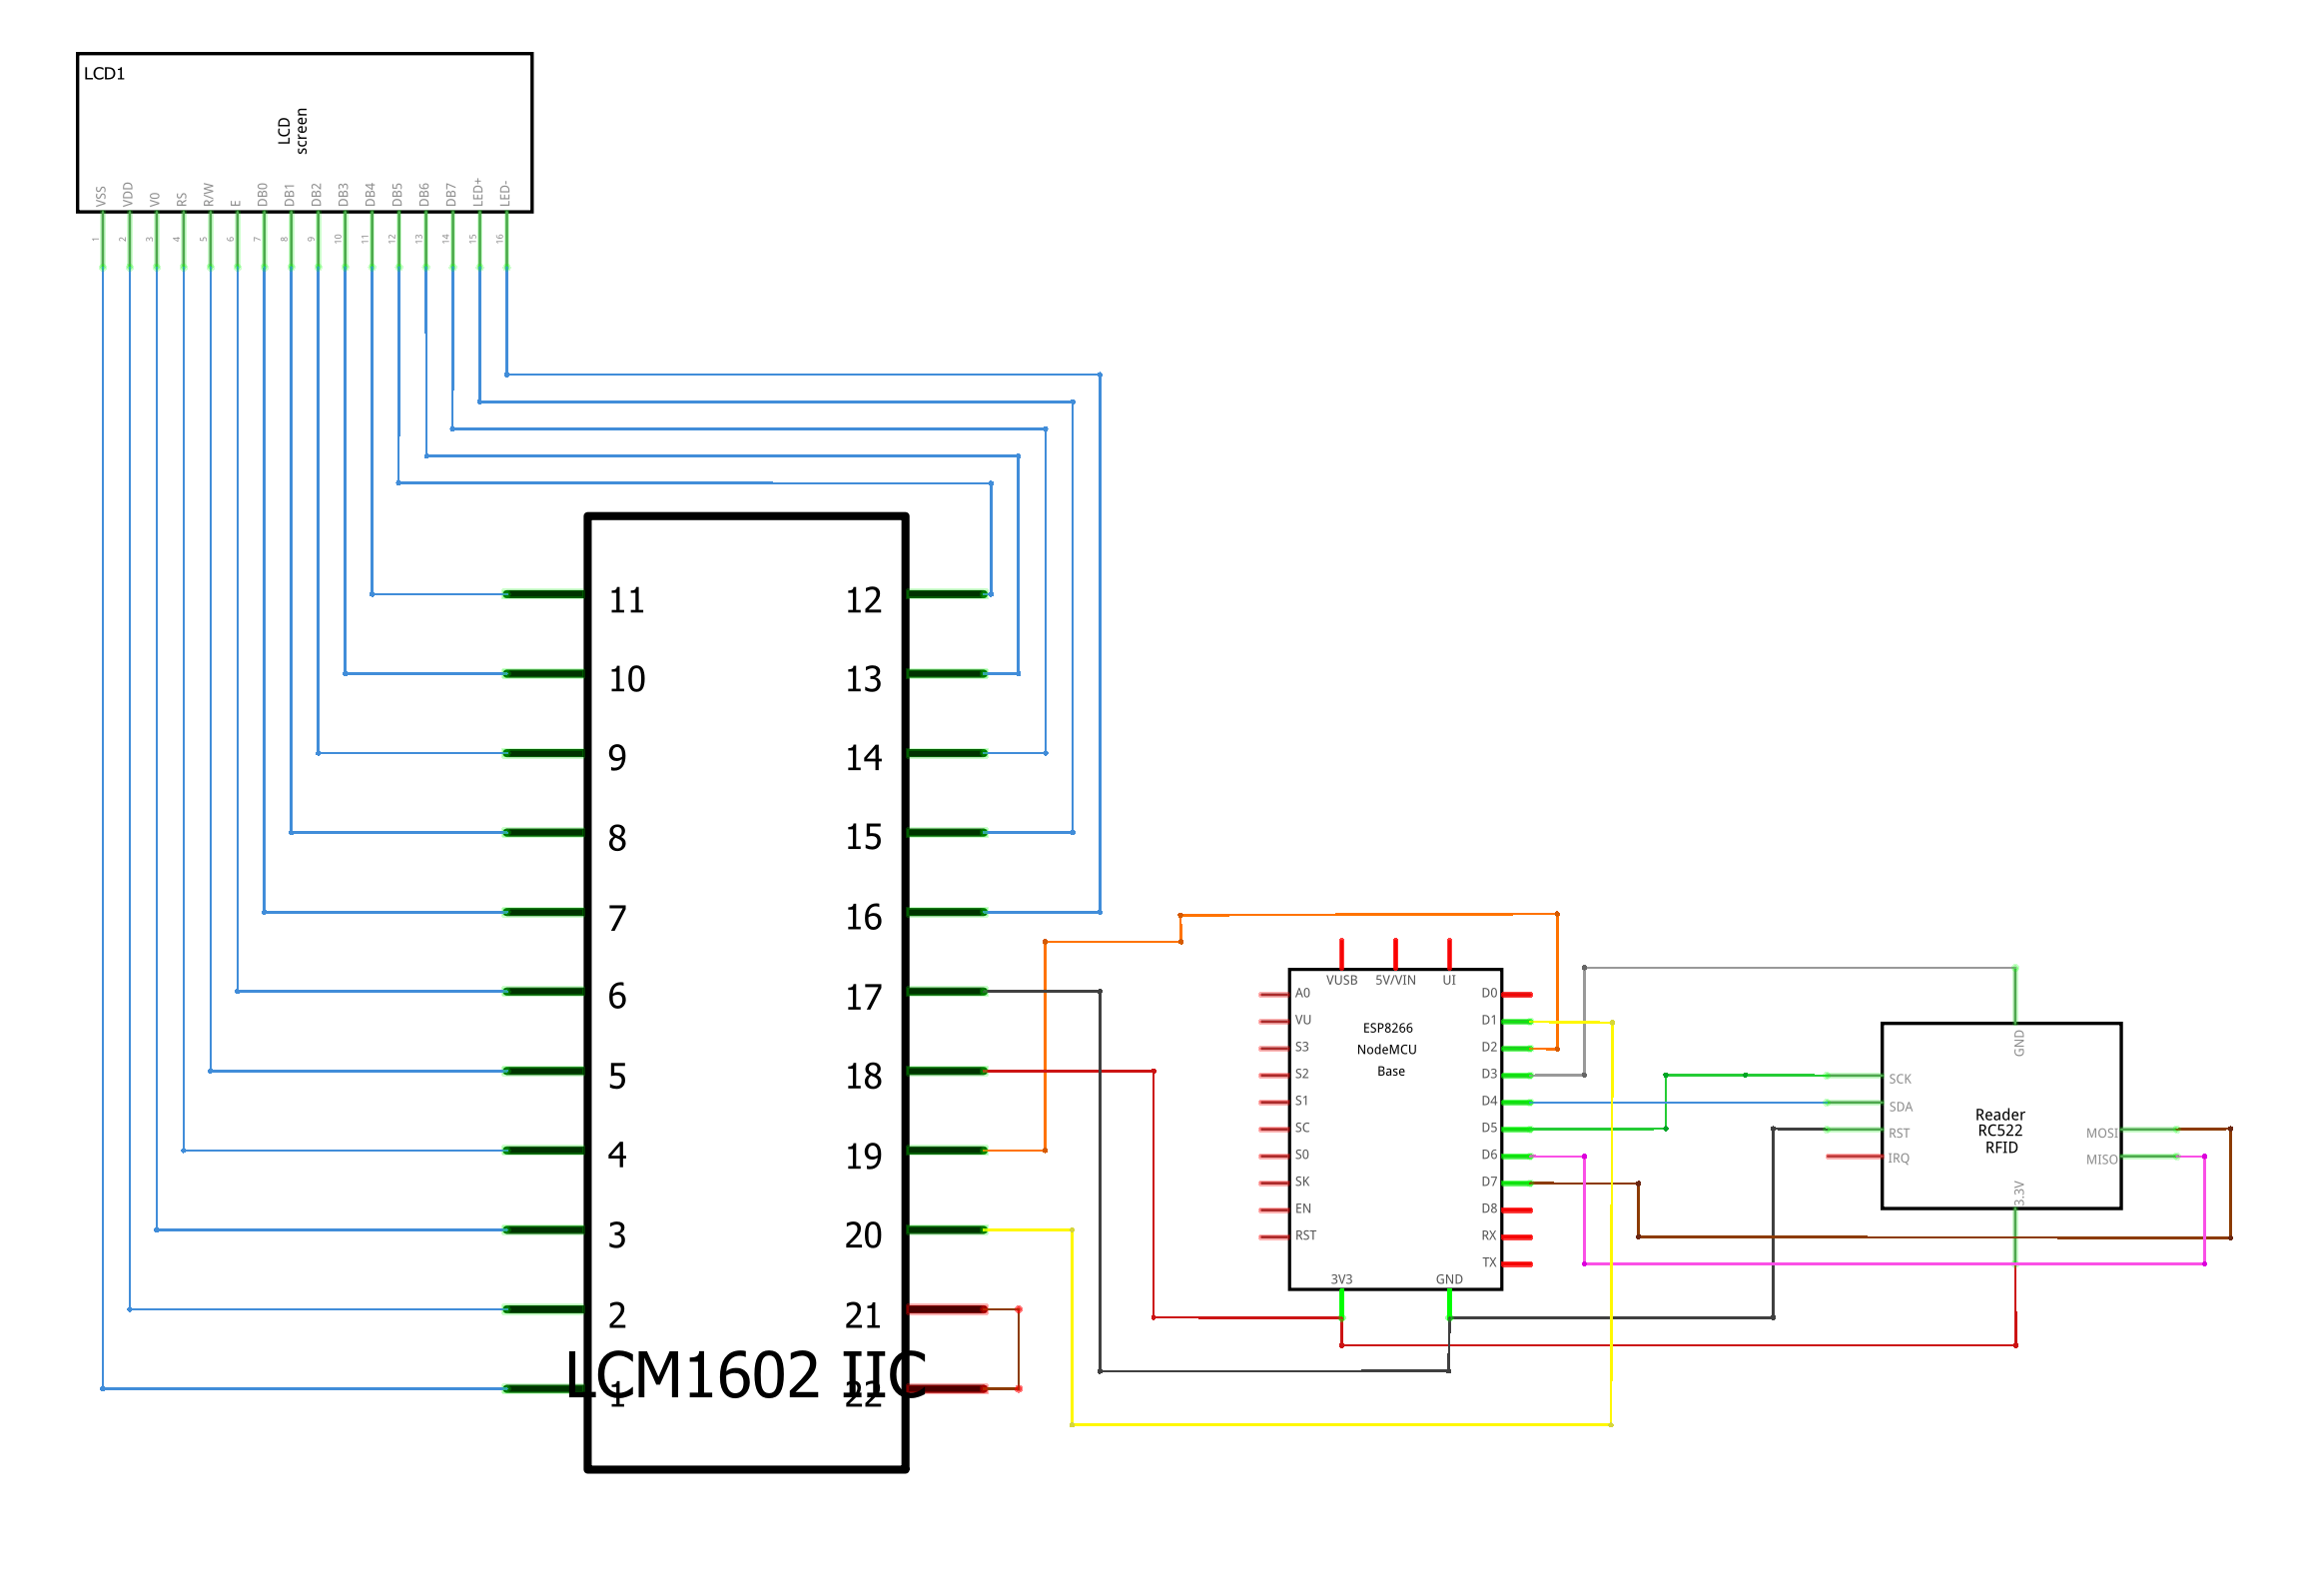 LCD1
LCD
screen
VSS
VDD
V0
RS
R/W
E
DB0
DB1
DB2
DB3
DB4
DB5
DB6
DB7
LED+
LED-
1
2
3
4
5
6
7
8
9
10
11
12
13
14
15
16
11 12
10 13
9 14
8 15
7 16
6 17
5 18
4 19
3 20
2 21
LCM1602 IIC
1 22
VUSB 5V/VIN UI
A0 D0
VU D1
S3 D2
S2 D3
S1 D4
SC D5
S0 D6
SK D7
EN D8
RST RX
TX
ESP8266
NodeMCU
Base
3V3 GND
GND
SCK
SDA
RST
IRQ
Reader
RC522
RFID
MOSI
MISO
3.3V